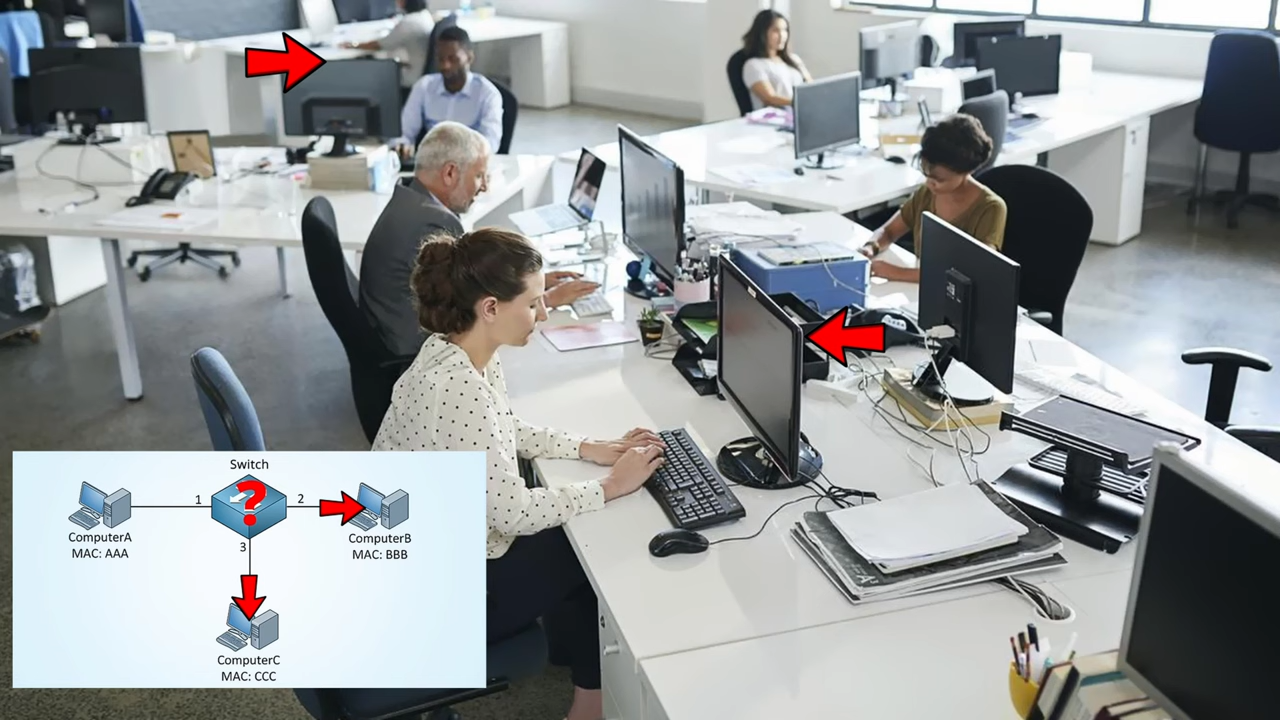 Switch
1
2
ComputerA
MAC: AAA
ComputerB
MAC: BBB
3
ComputerC
MAC: CCC